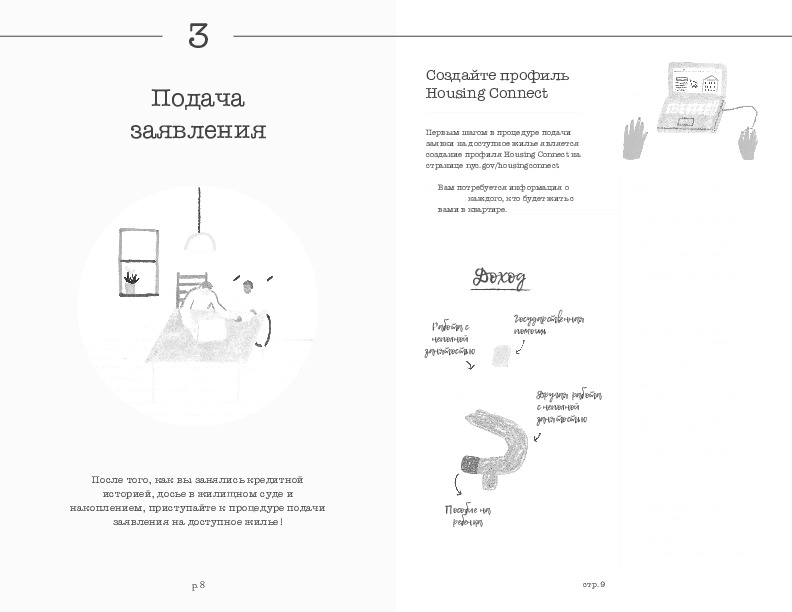 3
Подача
заявления
После того, как вы занялись кредитной
историей, досье в жилищном суде и
накоплением, приступайте к процедуре подачи
заявления на доступное жилье!
p.8
Создайте профиль
Housing Connect
Первым шагом в процедуре подачи
заявки на доступное жилье является
создание профиля Housing Connect на
странице nyc.gov/housingconnect
Вам потребуется информация о
каждого, кто будет жить с
вами в квартире.
Доход
Работа с
неполной
занятостью
Государственная
помощь
Другая работа
с неполной
занятостью
Пособие на
ребенка
стр. 9